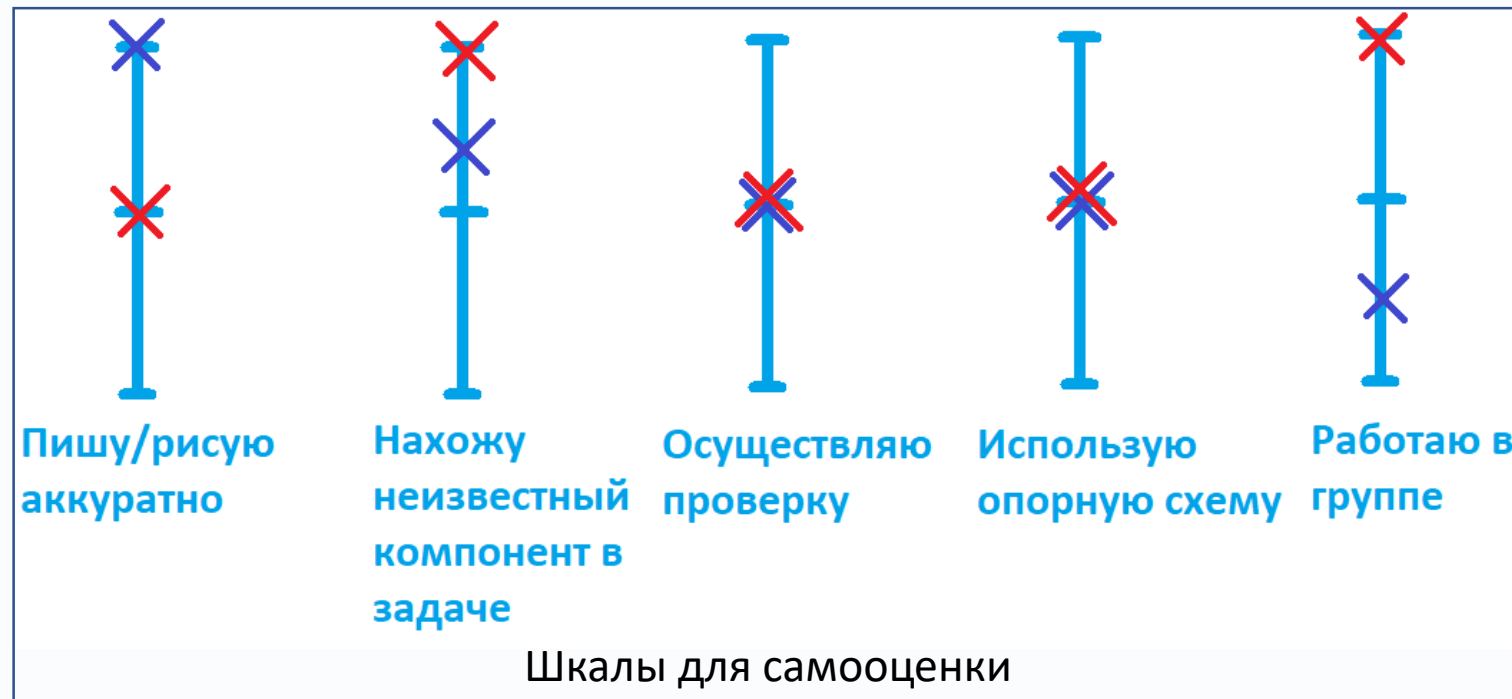 Пишу/рисую
аккуратно
Нахожу
неизвестный
компонент в
задаче
Осуществляю
проверку
Использую
опорную схему
Работаю в
группе
Шкалы для самооценки